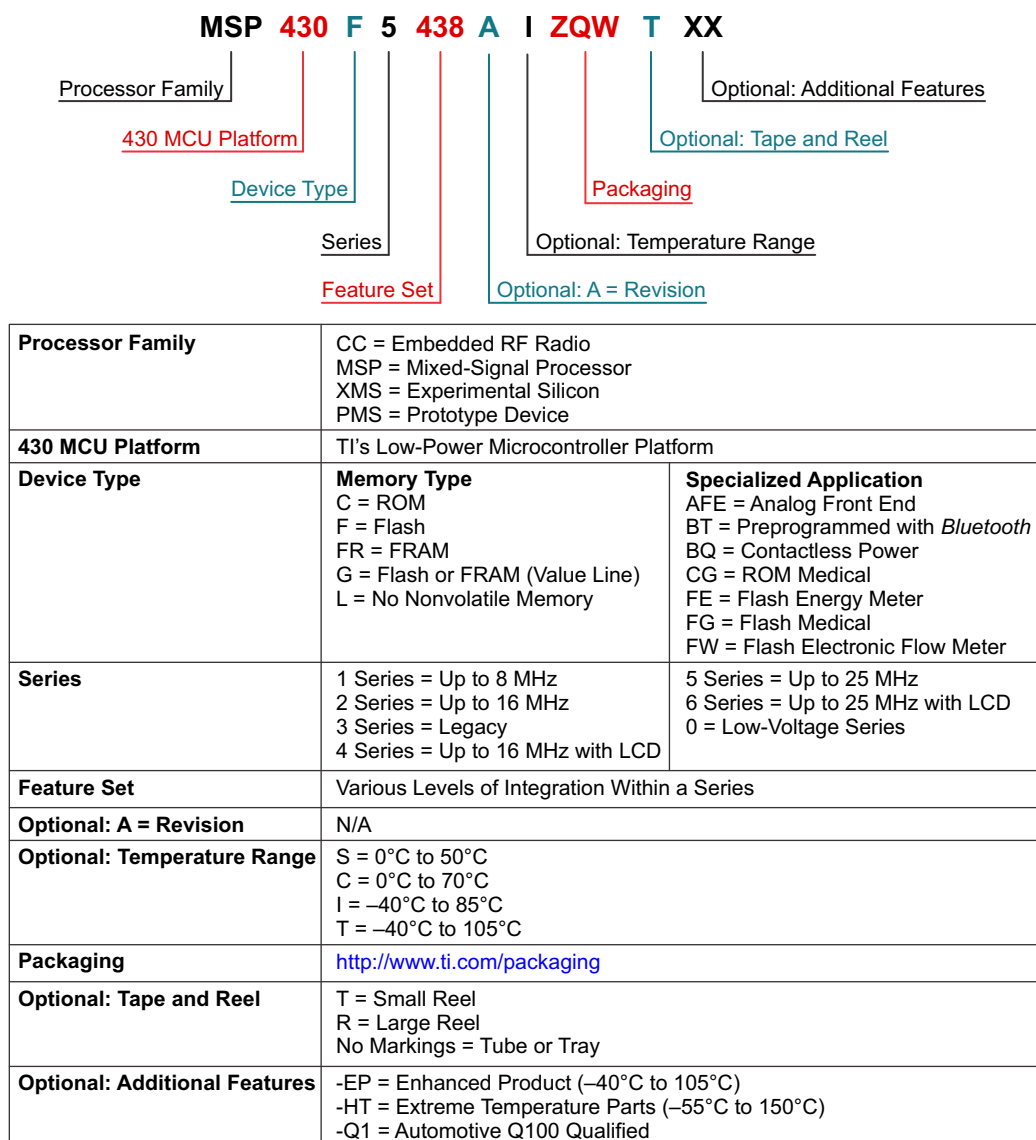 MSP 430 F 5 438 A I ZQW T XX
Processor Family
Optional: Additional Features
430 MCU Platform
Optional: Tape and Reel
Device Type
Packaging
Series
Optional: Temperature Range
Feature Set
Optional: A = Revision
Processor Family
CC = Embedded RF Radio
MSP = Mixed-Signal Processor
XMS = Experimental Silicon
PMS = Prototype Device
430 MCU Platform
TI's Low-Power Microcontroller Platform
Device Type
Memory Type
C = ROM
F = Flash
FR = FRAM
G = Flash or FRAM (Value Line)
L = No Nonvolatile Memory
Specialized Application
AFE = Analog Front End
BT = Preprogrammed with Bluetooth
BQ = Contactless Power
CG = ROM Medical
FE = Flash Energy Meter
FG = Flash Medical
FW = Flash Electronic Flow Meter
Series
1 Series = Up to 8 MHz
2 Series = Up to 16 MHz
3 Series = Legacy
4 Series = Up to 16 MHz with LCD
5 Series = Up to 25 MHz
6 Series = Up to 25 MHz with LCD
0 = Low-Voltage Series
Feature Set
Various Levels of Integration Within a Series
Optional: A = Revision
N/A
Optional: Temperature Range
S = 0°C to 50°C
C = 0°C to 70°C
I = –40°C to 85°C
T = –40°C to 105°C
Packaging
http://www.ti.com/packaging
Optional: Tape and Reel
T = Small Reel
R = Large Reel
No Markings = Tube or Tray
Optional: Additional Features
-EP = Enhanced Product (–40°C to 105°C)
-HT = Extreme Temperature Parts (–55°C to 150°C)
-Q1 = Automotive Q100 Qualified